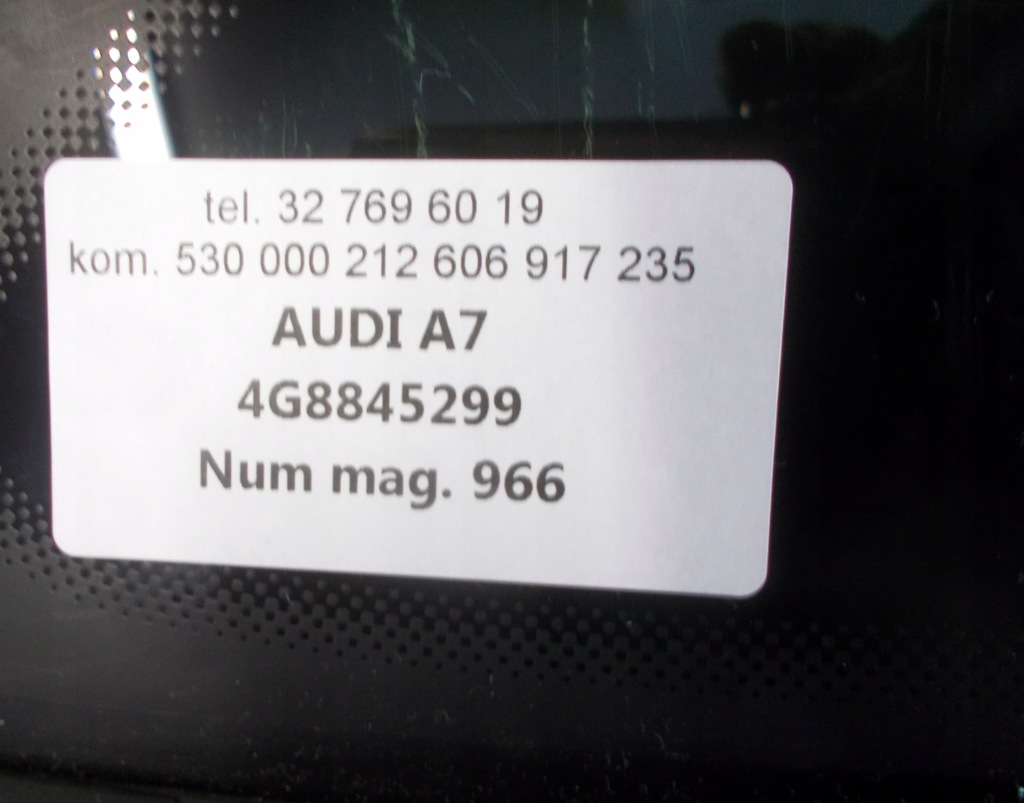 tel. 32 769 60 19
kom. 530 000 212 606 917 235
AUDI A7
4G8845299
Num mag. 966